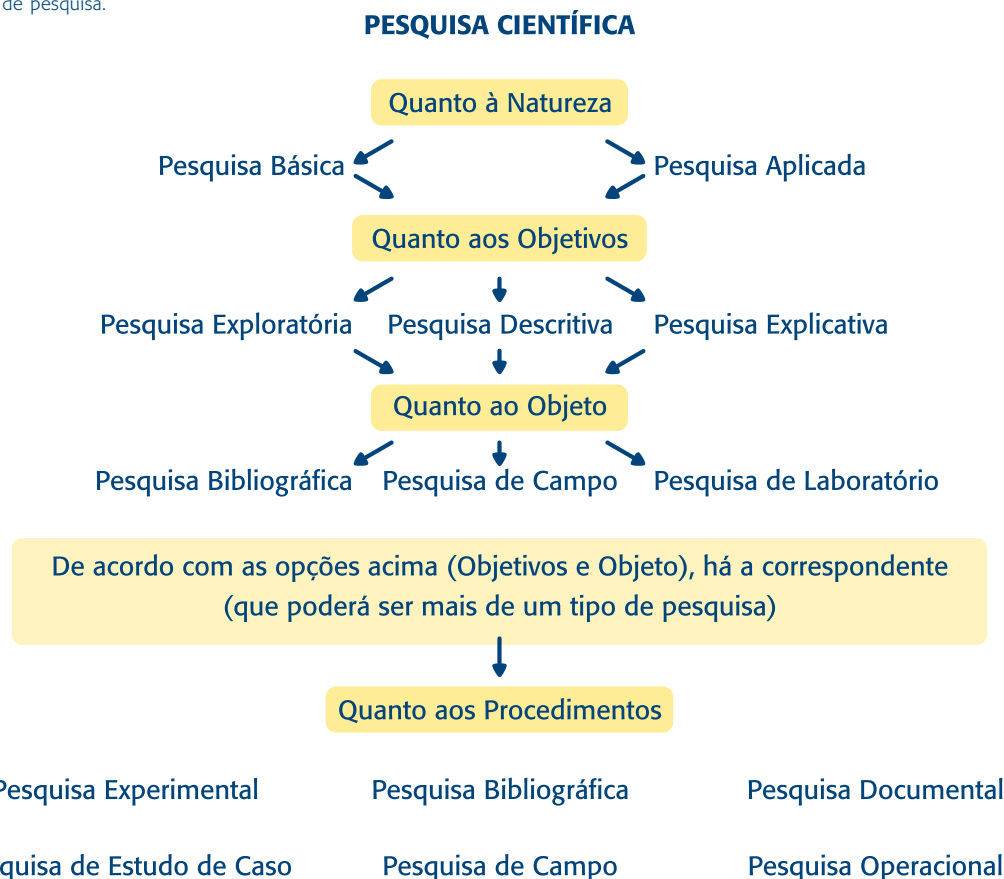 de pesquisa.
PESQUISA CIENTÍFICA
Quanto à Natureza
Pesquisa Básica
Pesquisa Aplicada
Quanto aos Objetivos
Pesquisa Exploratória
Pesquisa Descritiva
Pesquisa Explicativa
Quanto ao Objeto
Pesquisa Bibliográfica
Pesquisa de Campo
Pesquisa de Laboratório
De acordo com as opções acima (Objetivos e Objeto), há a correspondente
(que poderá ser mais de um tipo de pesquisa)
Quanto aos Procedimentos
Pesquisa Experimental
Pesquisa Bibliográfica
Pesquisa Documental
quisa de Estudo de Caso
Pesquisa de Campo
Pesquisa Operacional